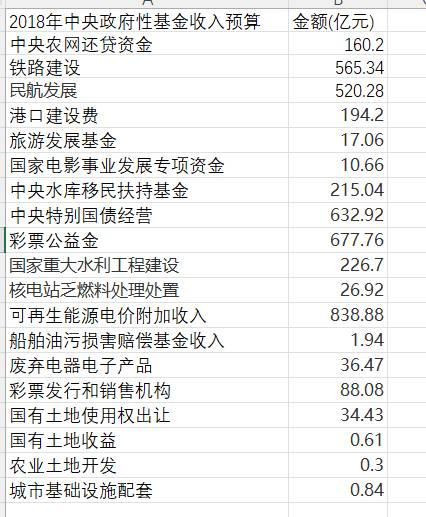 2018年中央政府性基金收入预算 金额(亿元)
中央农网还贷资金 160.2
铁路建设 565.34
民航发展 520.28
港口建设费 194.2
旅游发展基金 17.06
国家电影事业发展专项资金 10.66
中央水库移民扶持基金 215.04
中央特别国债经营 632.92
彩票公益金 677.76
国家重大水利工程建设 226.7
核电站乏燃料处理处置 26.92
可再生能源电价附加收入 838.88
船舶油污损害赔偿基金收入 1.94
废弃电器电子产品 36.47
彩票发行和销售机构 88.08
国有土地使用权出让 34.43
国有土地收益 0.61
农业土地开发 0.3
城市基础设施配套 0.84